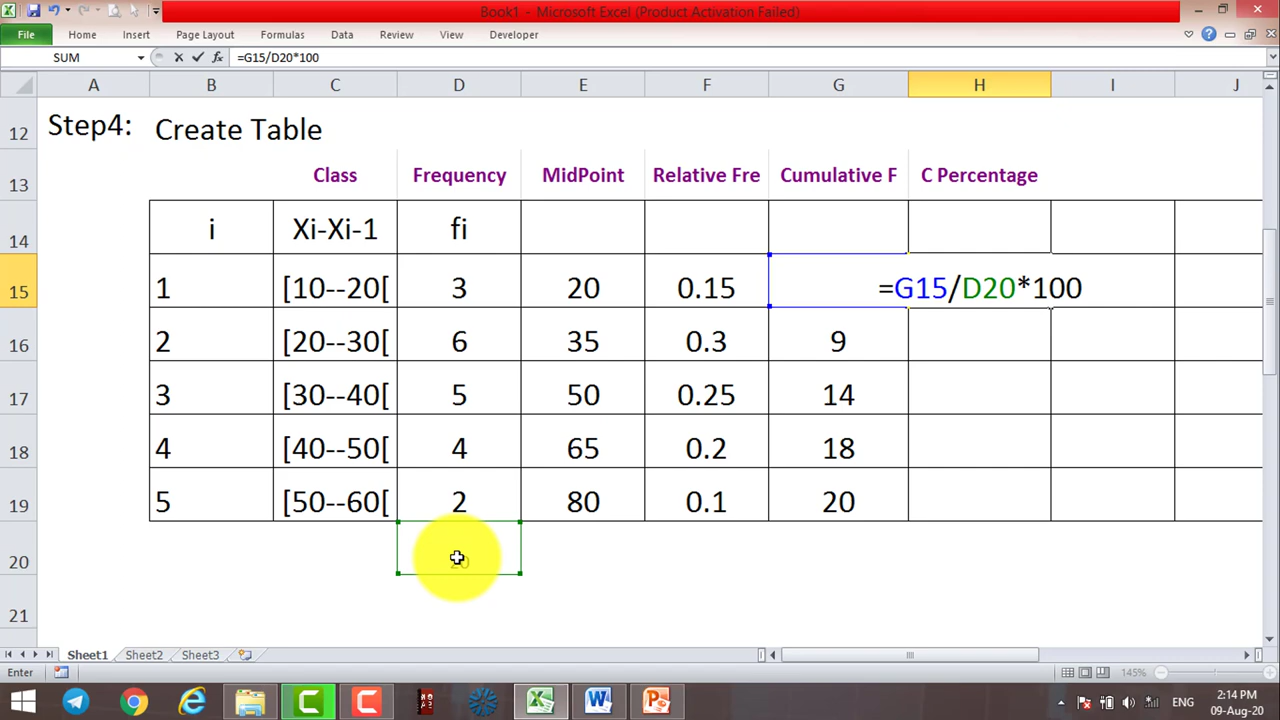 Book1 - Microsoft Excel (Product Activation Failed)
File Home Insert Page Layout Formulas Data Review View Developer
SUM =G15/D20*100
A B C D E F G H I J
12 Step4: Create Table
13 Class Frequency MidPoint Relative Fre Cumulative F C Percentage
14 i Xi-Xi-1 fi
15 1 [10--20[ 3 20 0.15 =G15/D20*100
16 2 [20--30[ 6 35 0.3 9
17 3 [30--40[ 5 50 0.25 14
18 4 [40--50[ 4 65 0.2 18
19 5 [50--60[ 2 80 0.1 20
20 20
21
Sheet1 Sheet2 Sheet3
Enter 145%
ENG 2:14 PM
09-Aug-20